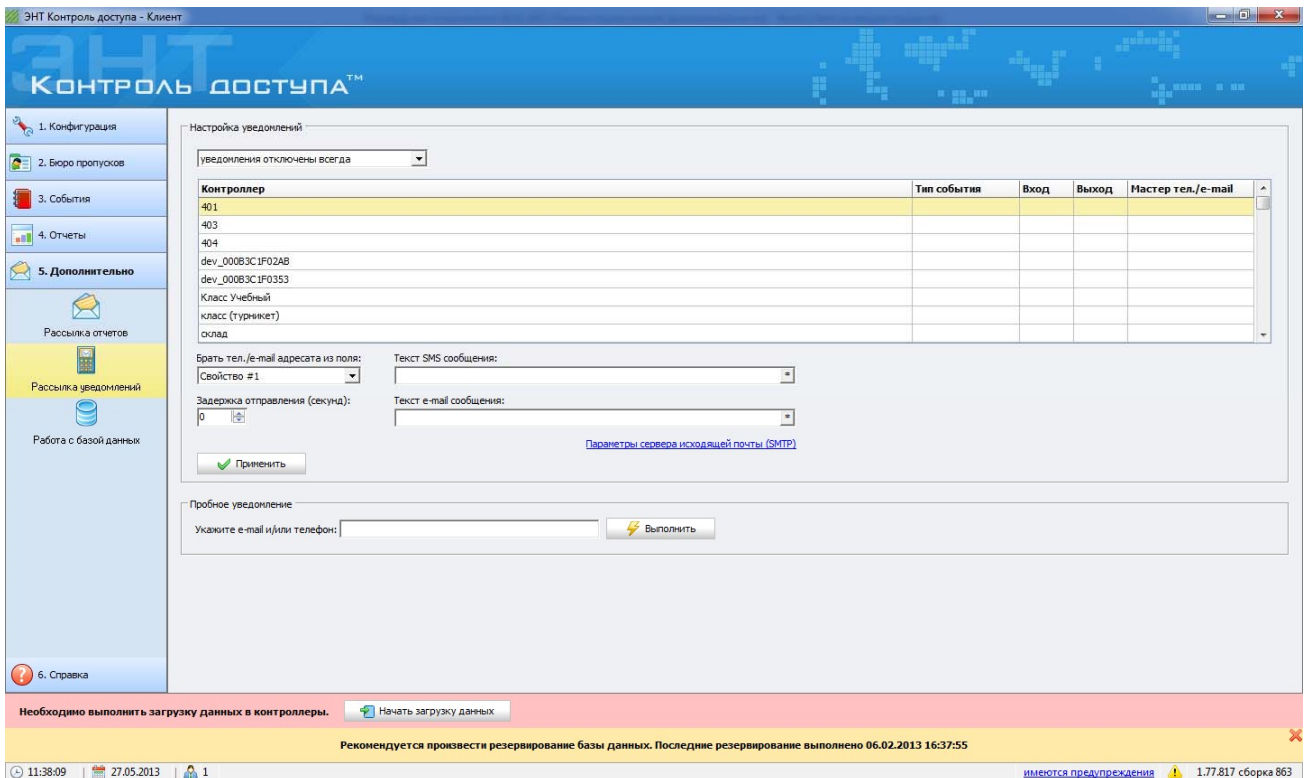 ЭНТ Контроль доступа - Клиент
ЭНТ
Контроль доступа™
1. Конфигурация
2. Бюро пропусков
3. События
4. Отчеты
5. Дополнительно
Рассылка отчетов
Рассылка уведомлений
Работа с базой данных
6. Справка
Настройка уведомлений
уведомления отключены всегда
Контроллер Тип события Вход Выход Мастер тел./e-mail
401
403
404
dev_000B3C1F02AB
dev_000B3C1F0353
Класс Учебный
класс (турникет)
склад
Брать тел./e-mail адресата из поля: Текст SMS сообщения:
Свойство #1 *
Задержка отправления (секунд): Текст e-mail сообщения:
0 *
Параметры сервера исходящей почты (SMTP)
Применить
Пробное уведомление
Укажите e-mail и/или телефон: Выполнить
Необходимо выполнить загрузку данных в контроллеры. Начать загрузку данных
Рекомендуется произвести резервирование базы данных. Последние резервирование выполнено 06.02.2013 16:37:55
11:38:09 27.05.2013 1 имеются предупреждения 1.77.817 сборка 863